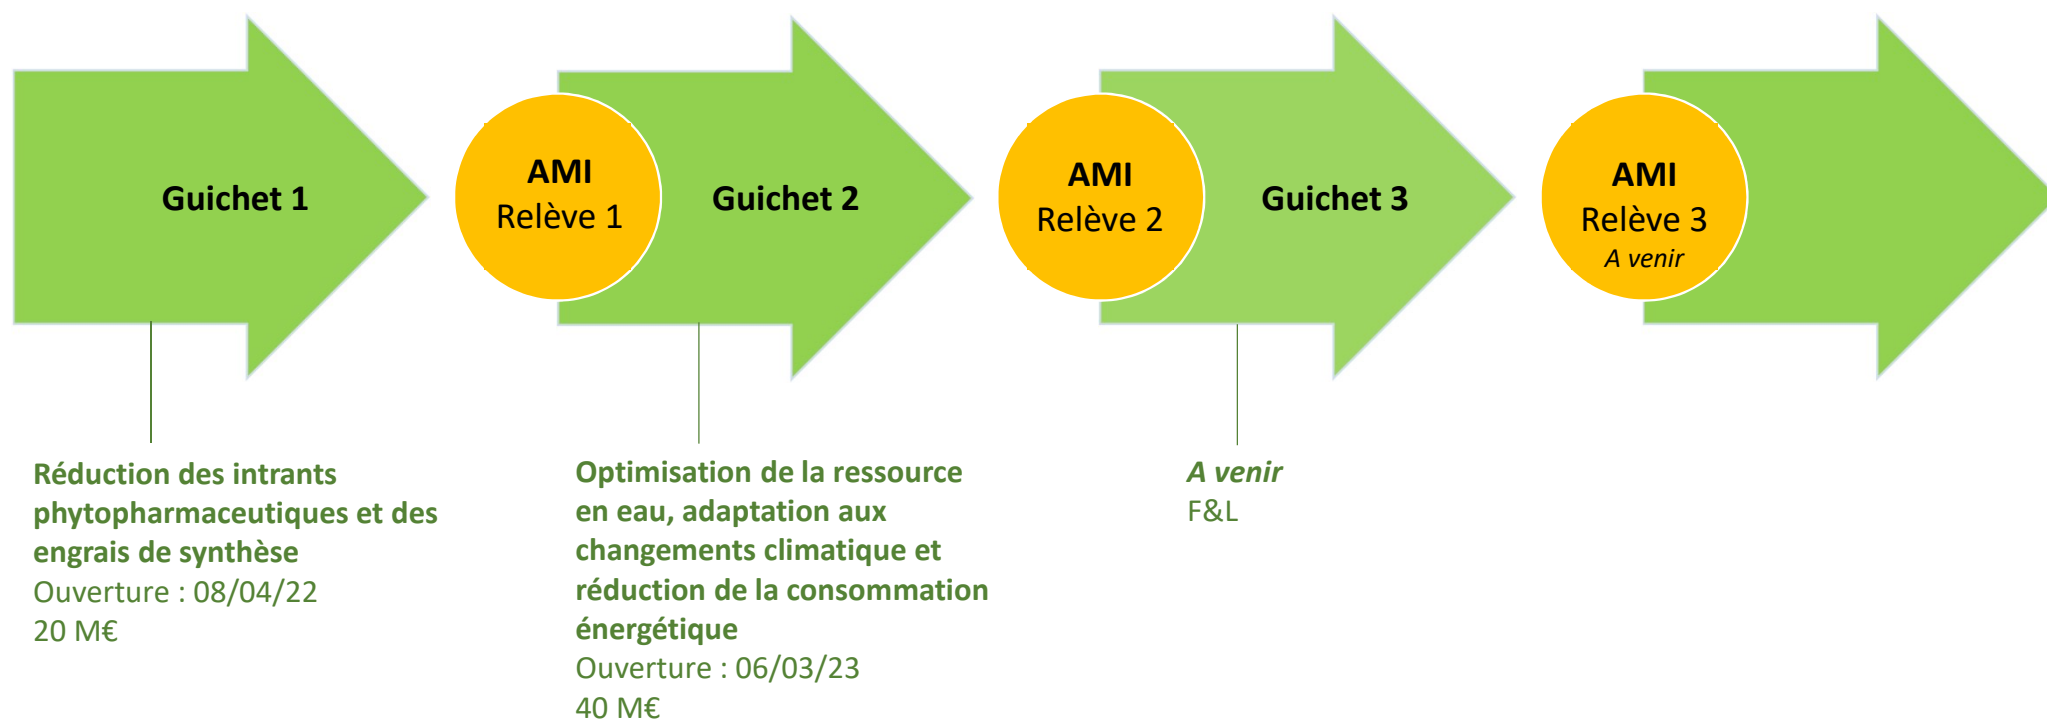 Guichet 1
AMI
Relève 1
Guichet 2
AMI
Relève 2
Guichet 3
AMI
Relève 3
A venir
Réduction des intrants
phytopharmaceutiques et des
engrais de synthèse
Ouverture : 08/04/22
20 M€
Optimisation de la ressource
en eau, adaptation aux
changements climatique et
réduction de la consommation
énergétique
Ouverture : 06/03/23
40 M€
A venir
F&L